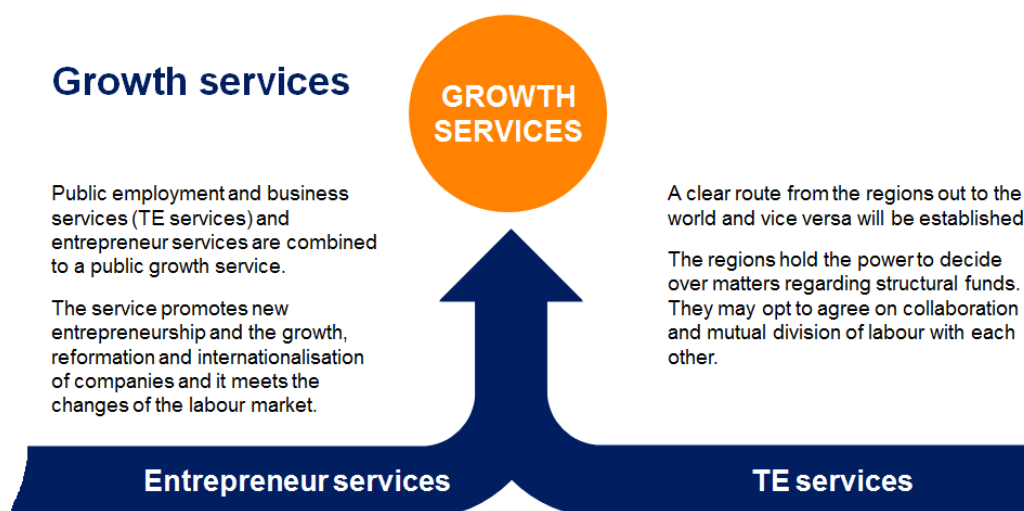 Growth services
GROWTH
SERVICES
Public employment and business
services (TE services) and
entrepreneur services are combined
to a public growth service.
The service promotes new
entrepreneurship and the growth,
reformation and internationalisation
of companies and it meets the
changes of the labour market.
A clear route from the regions out to the
world and vice versa will be established
The regions hold the power to decide
over matters regarding structural funds.
They may opt to agree on collaboration
and mutual division of labour with each
other.
Entrepreneur services
TE services